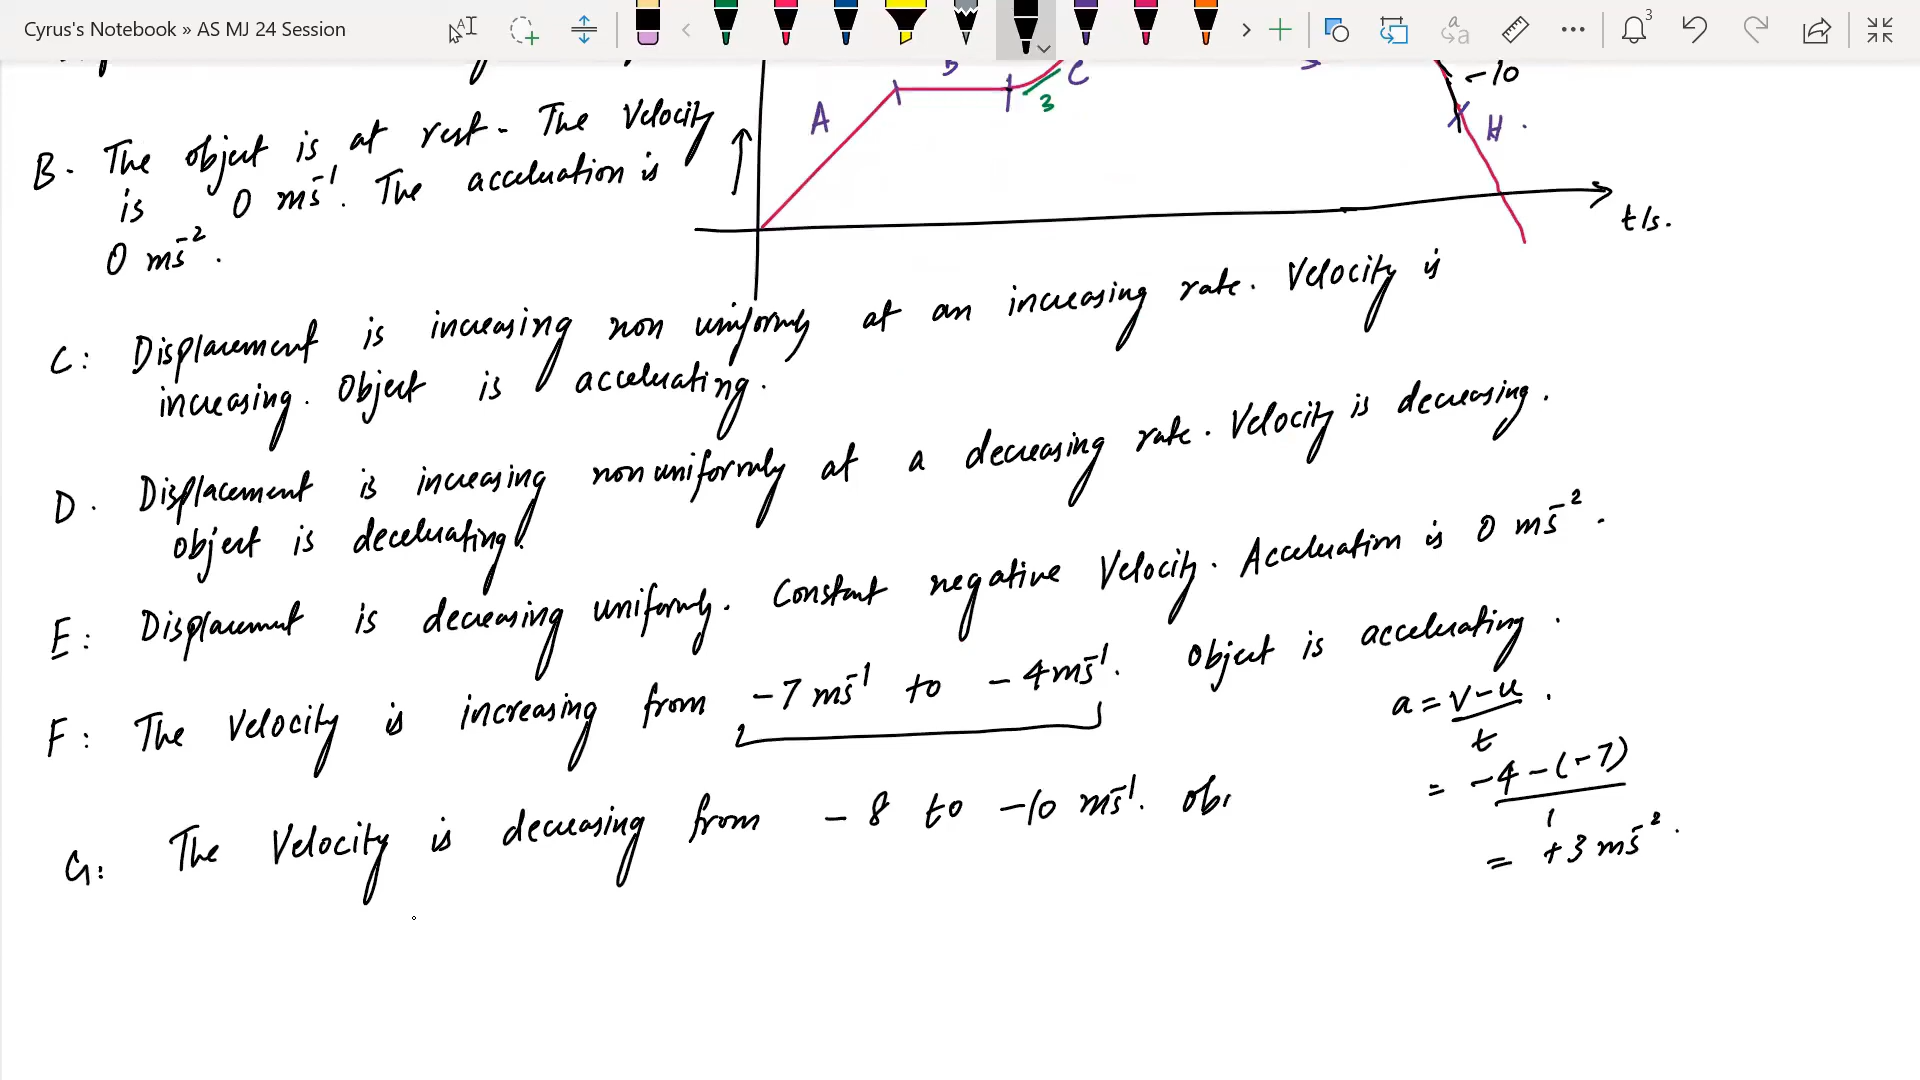 Cyrus's Notebook » AS MJ 24 Session
3
B. The object is at rest. The Velocity
is 0 ms⁻¹. The acceleration is
0 ms⁻².
A
C
3
-10
H.
t/s.
C: Displacement is increasing non uniformly at an increasing rate. Velocity is
increasing. Object is accelerating.
D. Displacement is increasing non uniformly at a decreasing rate. Velocity is decreasing.
object is decelerating.
E: Displacement is decreasing uniformly. Constant negative Velocity. Acceleration is 0 ms⁻².
F: The Velocity is increasing from -7 ms⁻¹ to -4 ms⁻¹. Object is accelerating.
a = v-u / t.
= -4-(-7) / 1
= +3 ms⁻².
G: The Velocity is decreasing from -8 to -10 ms⁻¹. obj